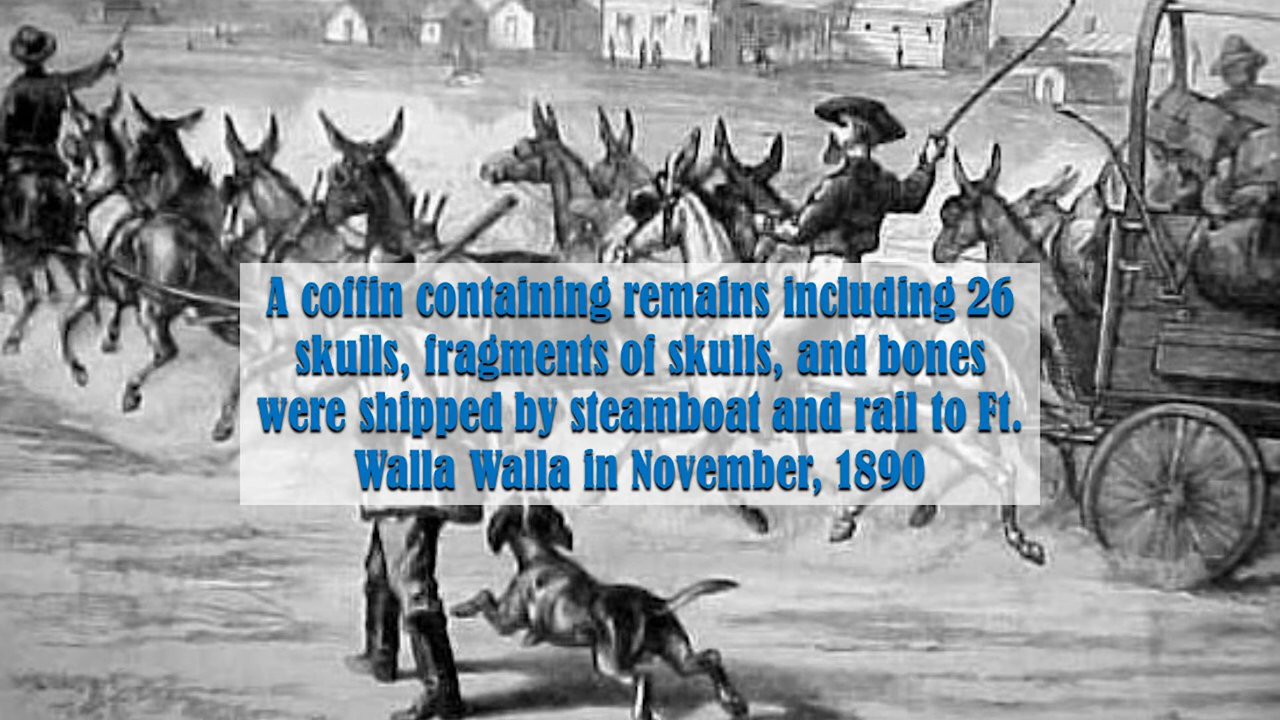 A coffin containing remains including 26
skulls, fragments of skulls, and bones
were shipped by steamboat and rail to Ft.
Walla Walla in November, 1890